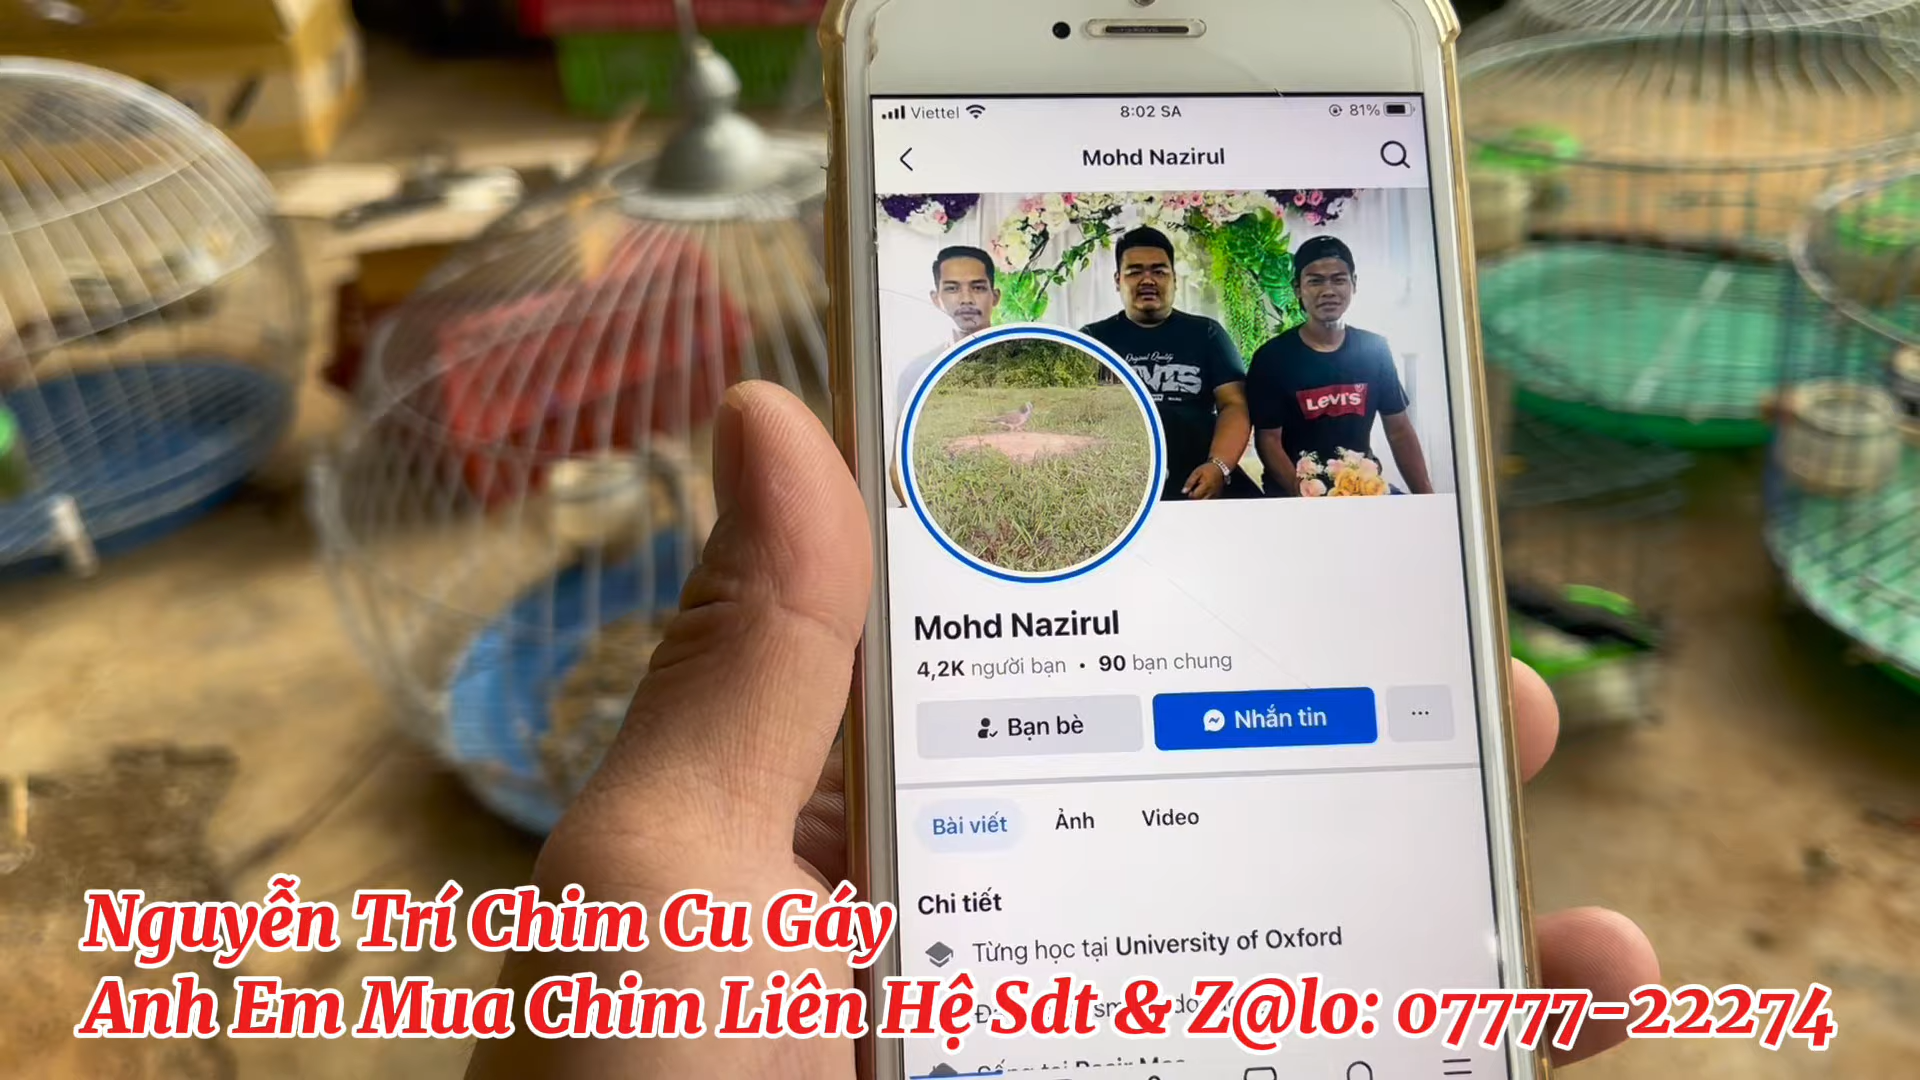 Viettel 8:02 SA 81%
Mohd Nazirul
Original Quality
LEVI'S
Mohd Nazirul
4,2K người bạn • 90 bạn chung
Bạn bè Nhắn tin ...
Bài viết Ảnh Video
Chi tiết
Từng học tại University of Oxford
Nguyễn Trí Chim Cu Gáy
Anh Em Mua Chim Liên Hệ Sdt & Z@lo: 07777-22274